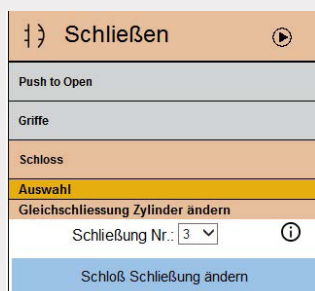 Schließen
Push to Open
Griffe
Schloss
Auswahl
Gleichschliessung Zylinder ändern
Schließung Nr.: 3
Schloß Schließung ändern